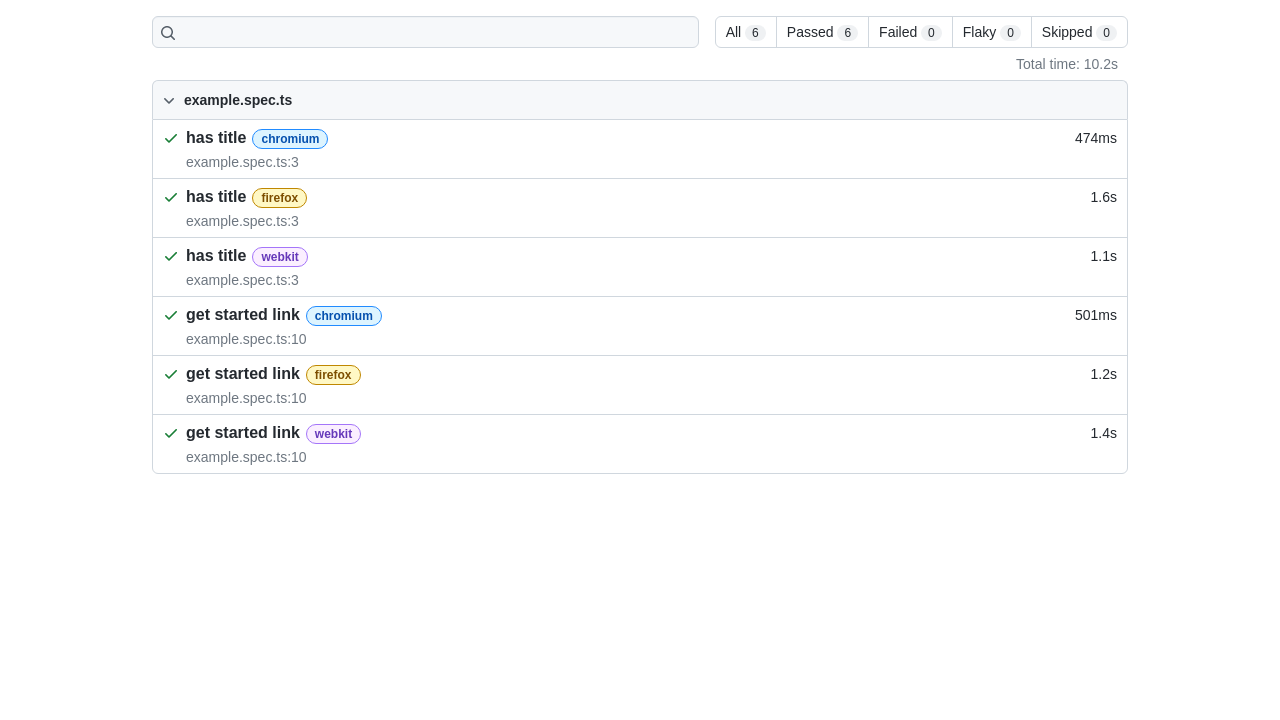 All 6 Passed 6 Failed 0 Flaky 0 Skipped 0
Total time: 10.2s
example.spec.ts
has title chromium 474ms
example.spec.ts:3
has title firefox 1.6s
example.spec.ts:3
has title webkit 1.1s
example.spec.ts:3
get started link chromium 501ms
example.spec.ts:10
get started link firefox 1.2s
example.spec.ts:10
get started link webkit 1.4s
example.spec.ts:10